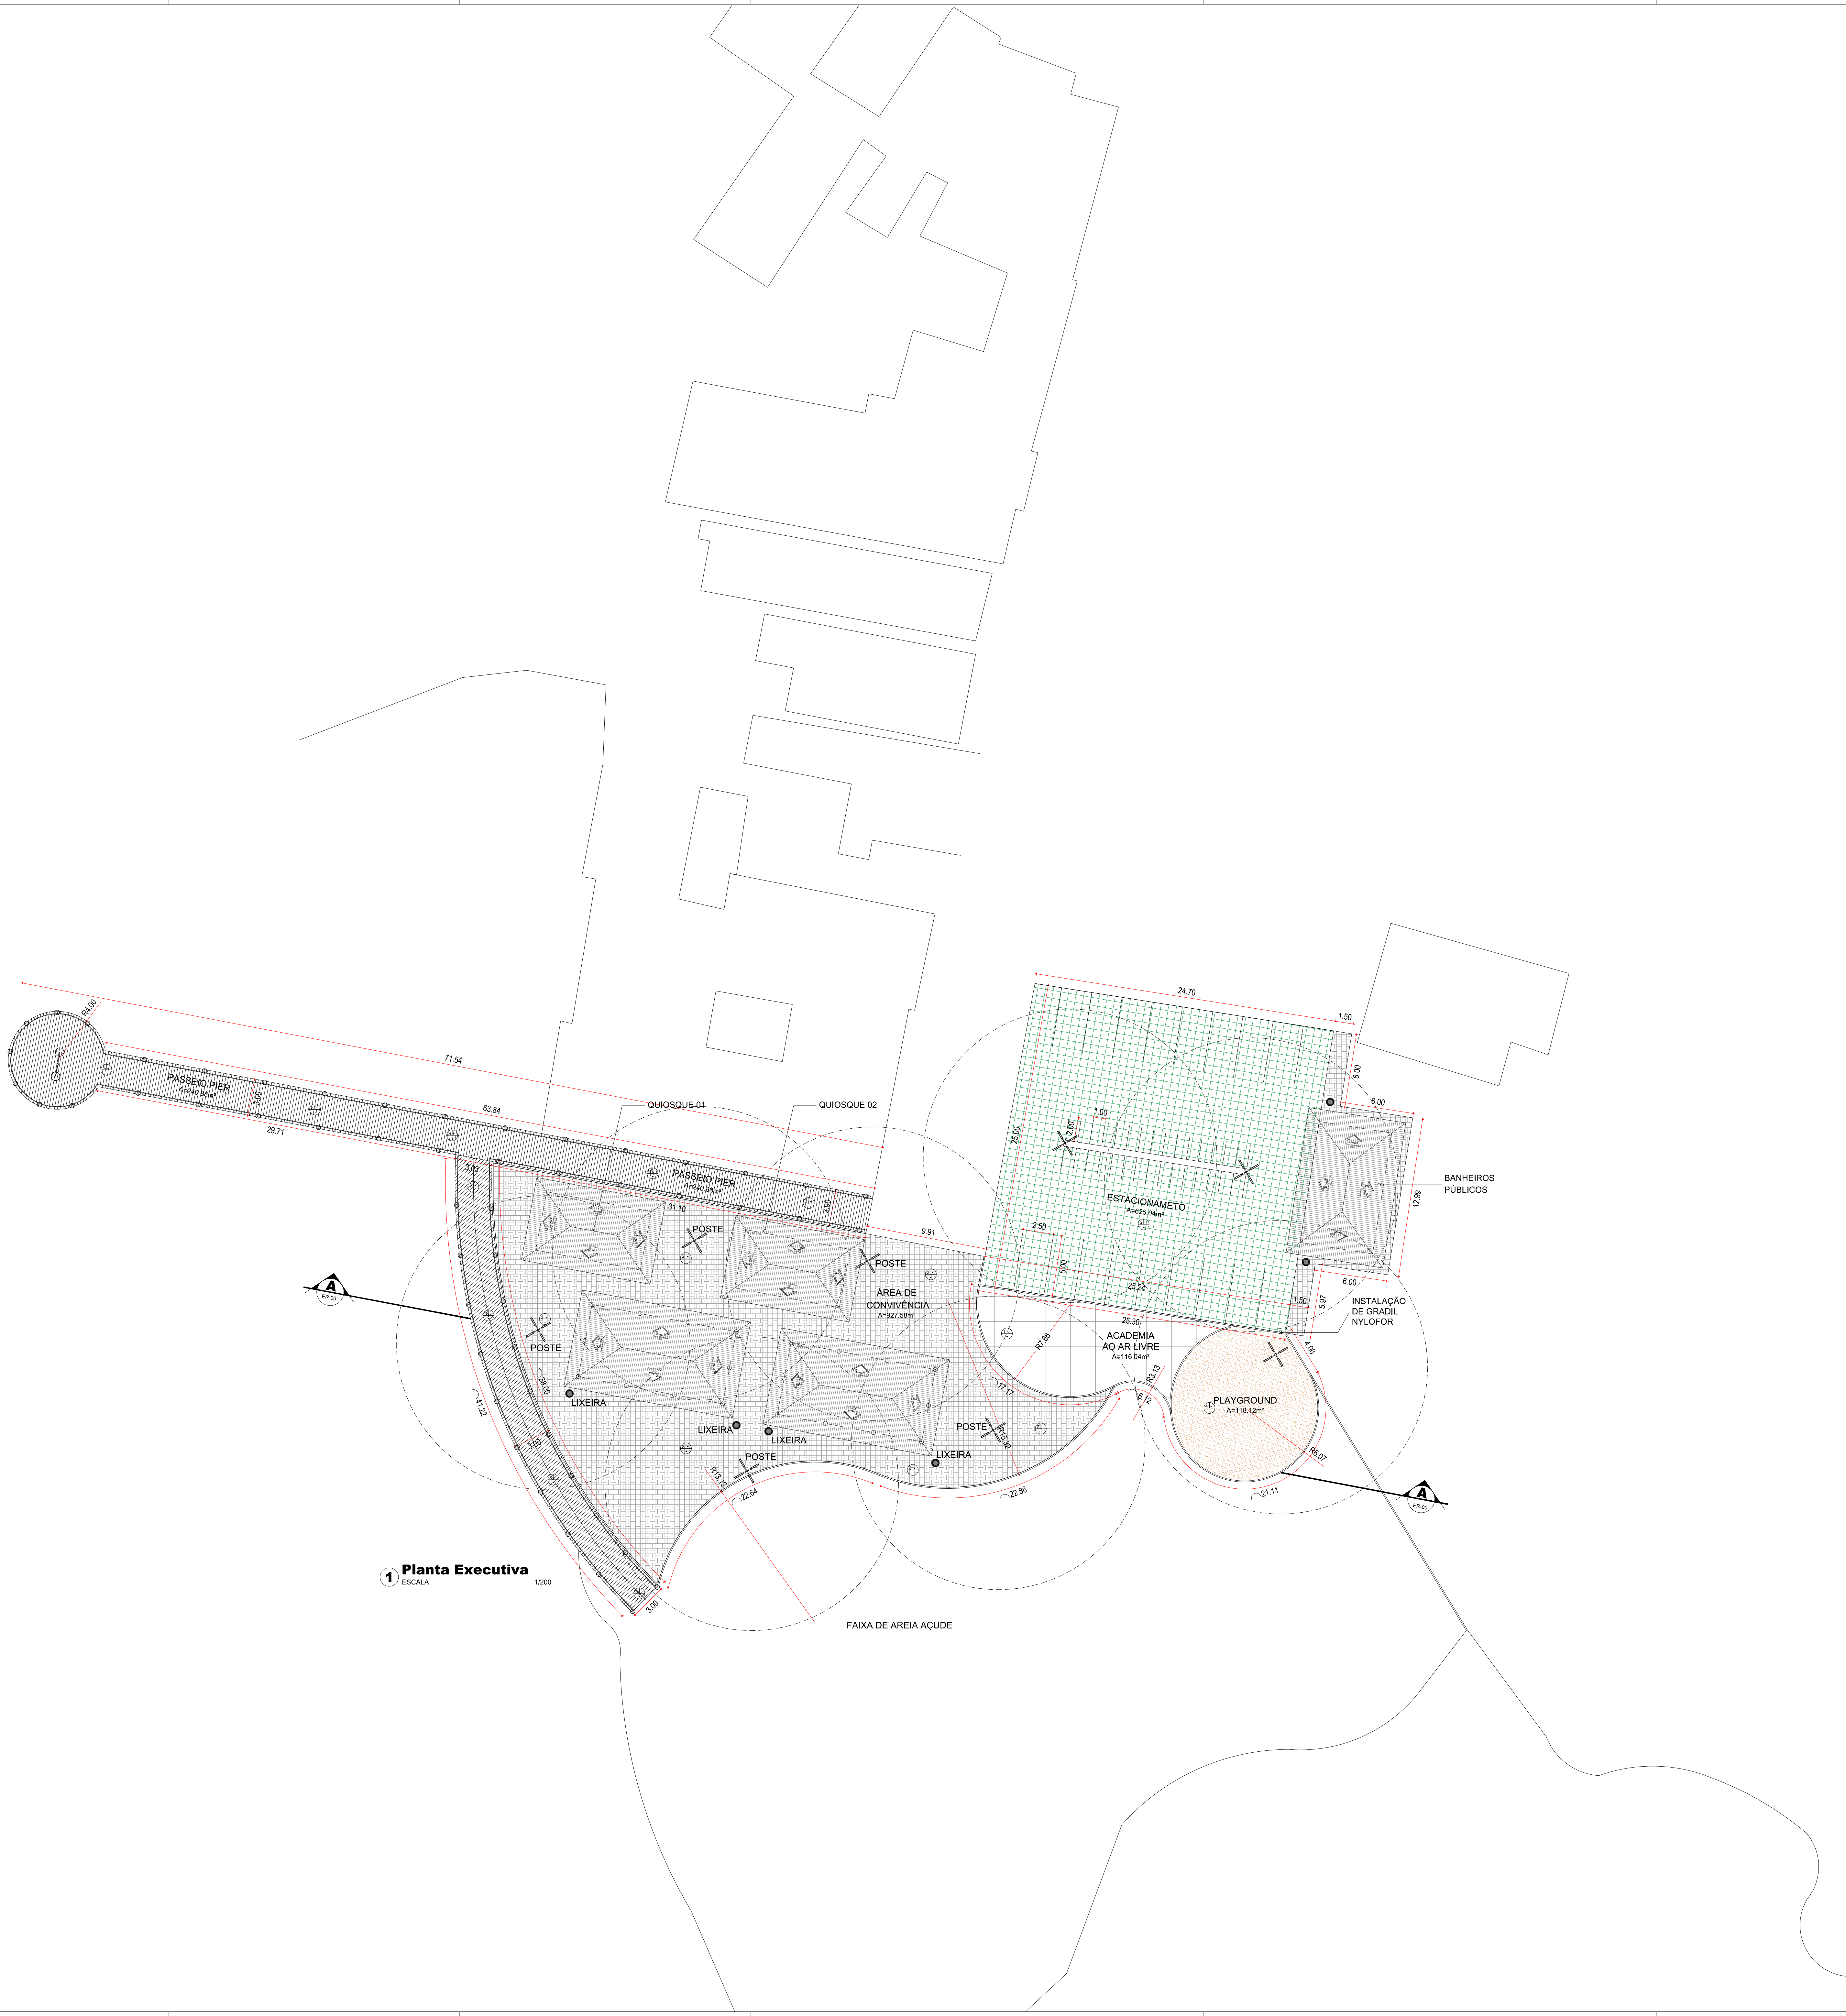 24.70
1.50
R4.00
71.54
6.00
PASSEIO PIER
A=240.88m²
3.00
63.84
QUIOSQUE 01
QUIOSQUE 02
6.00
1.00
2.00
29.71
25.00
3.03
PASSEIO PIER
A=240.88m²
3.00
BANHEIROS
PÚBLICOS
12.99
31.10
ESTACIONAMETO
A=625.04m²
POSTE
9.91
2.50
POSTE
5.00
25.24
6.00
A
PR-00
ÁREA DE
CONVIVÊNCIA
A=927,58m²
1.50
5.97
INSTALAÇÃO
DE GRADIL
NYLOFOR
25.30
POSTE
R7.66
ACADEMIA
AO AR LIVRE
A=116.04m²
4.06
38.00
17.17
R3.13
6.12
41.22
LIXEIRA
PLAYGROUND
A=118.12m²
LIXEIRA
LIXEIRA
POSTE
R15.32
3.00
LIXEIRA
R6.07
POSTE
R13.12
22.64
22.86
21.11
A
PR-00
1
Planta Executiva
ESCALA 1/200
3.00
FAIXA DE AREIA AÇUDE